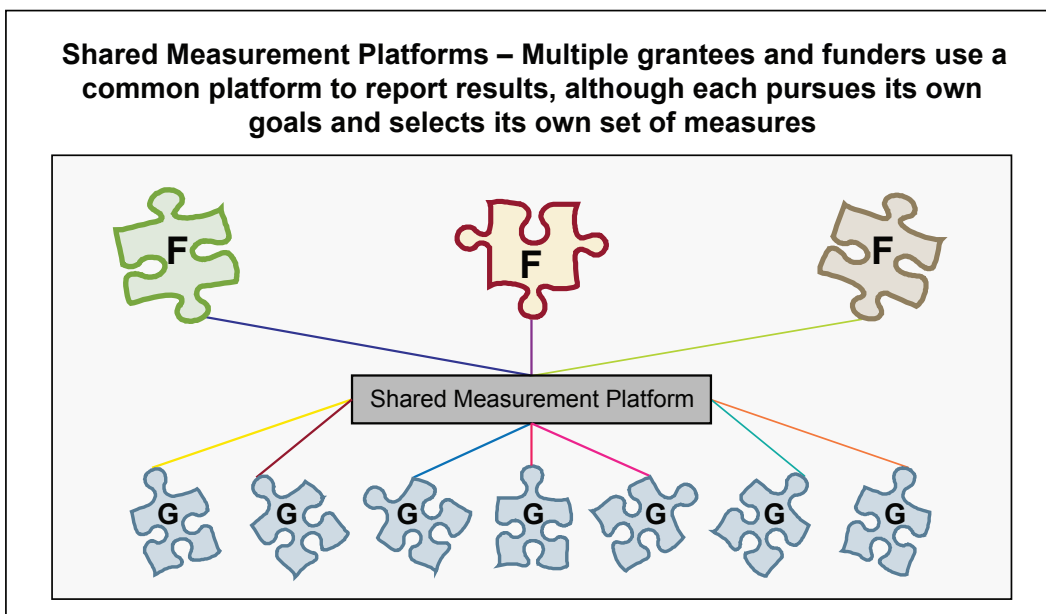 Shared Measurement Platforms – Multiple grantees and funders use a
common platform to report results, although each pursues its own
goals and selects its own set of measures
F
F
F
Shared Measurement Platform
G
G
G
G
G
G
G